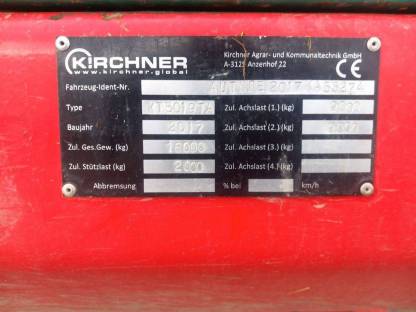 KIRCHNER
www.kirchner.global
Kirchner Agrar- und Kommunaltechnik GmbH
A-3125 Anzenhof 22
CE
Fahrzeug-Ident-Nr.
Type Zul. Achslast (1.) (kg)
Baujahr 2017 Zul. Achslast (2.) (kg)
Zul. Ges.Gew. (kg) 18000 Zul. Achslast (3.) (kg)
Zul. Stützlast (kg) 2000 Zul. Achslast (4.) (kg)
Abbremsung % bei km/h